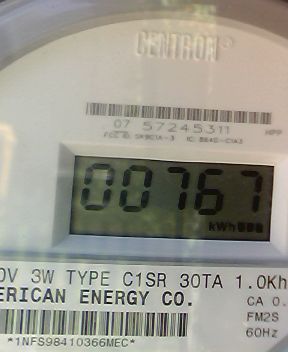 CENTRON®
07 57245311 HPP
00767
kWh
0V 3W TYPE C1SR 30TA 1.0Kh
ERICAN ENERGY CO.
CA 0.
FM2S
60Hz
*1NFS98410366MEC*